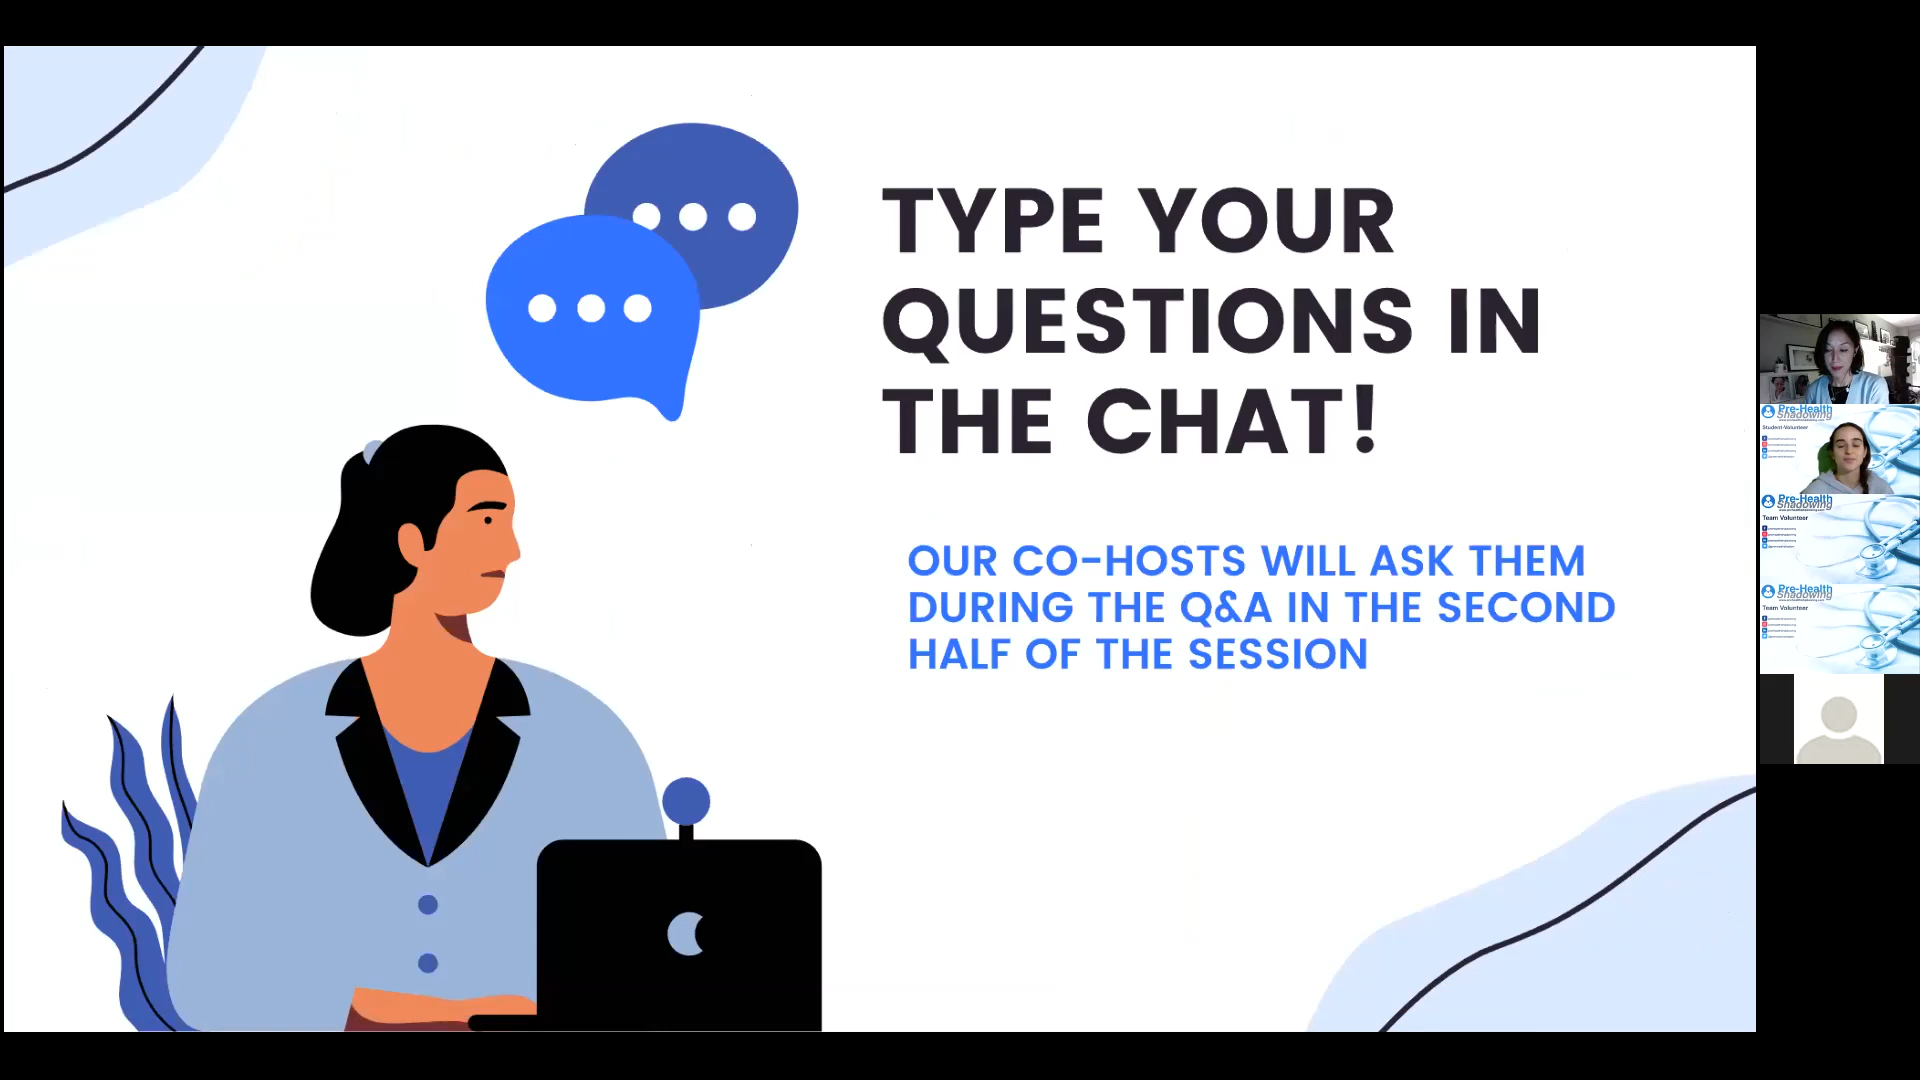 TYPE YOUR
QUESTIONS IN
THE CHAT!
OUR CO-HOSTS WILL ASK THEM
DURING THE Q&A IN THE SECOND
HALF OF THE SESSION
Pre-Health
Shadowing
Student-Volunteer
Pre-Health
Shadowing
Team Volunteer
Pre-Health
Shadowing
Team Volunteer